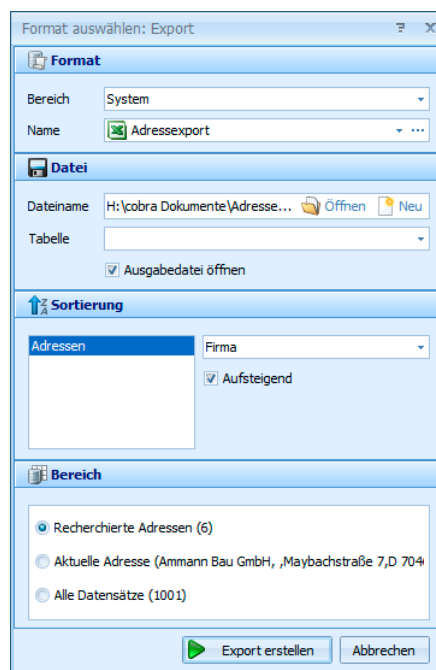 Format auswählen: Export
Format
Bereich System
Name Adressexport
Datei
Dateiname H:\cobra Dokumente\Adresse... Öffnen Neu
Tabelle
Ausgabedatei öffnen
Sortierung
Adressen Firma
Aufsteigend
Bereich
Recherchierte Adressen (6)
Aktuelle Adresse (Ammann Bau GmbH, ,Maybachstraße 7,D 704
Alle Datensätze (1001)
Export erstellen Abbrechen